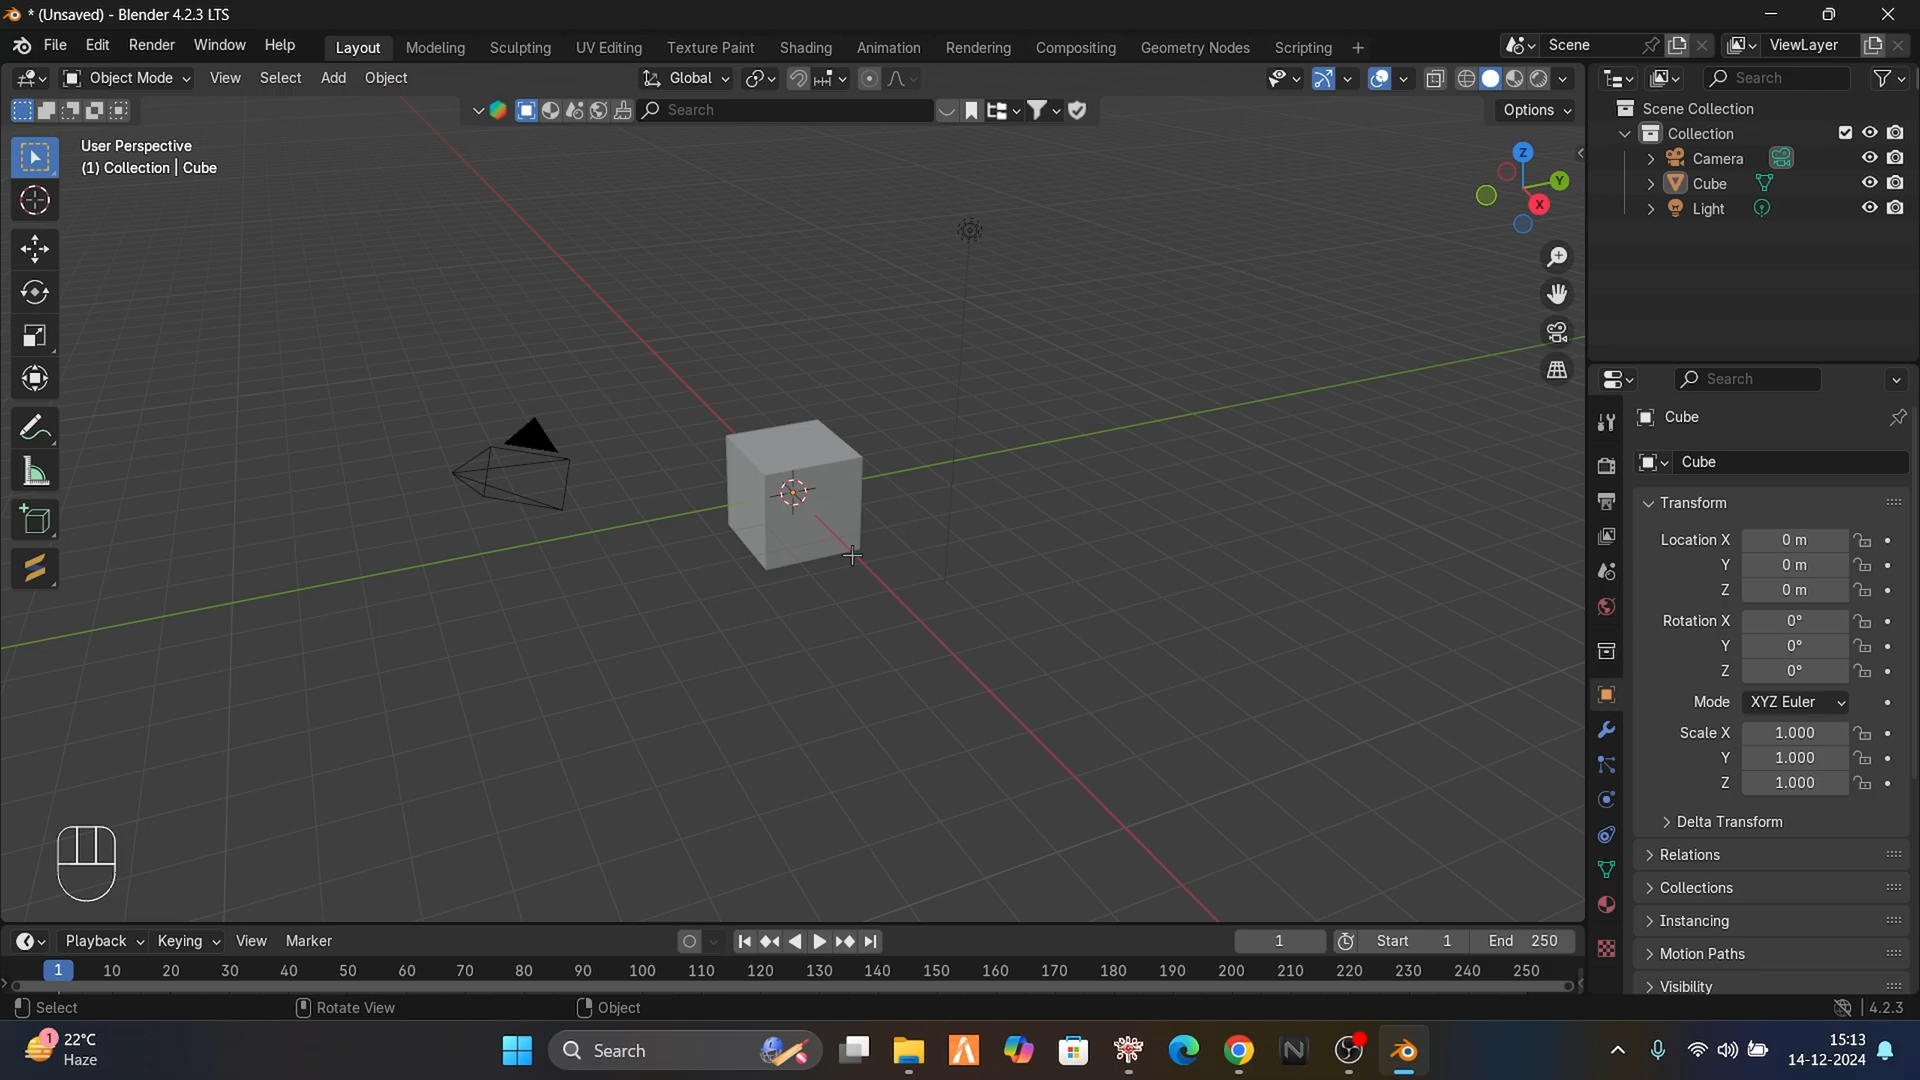 * (Unsaved) - Blender 4.2.3 LTS
File Edit Render Window Help Layout Modeling Sculpting UV Editing Texture Paint Shading Animation Rendering Compositing Geometry Nodes Scripting + Scene ViewLayer
Object Mode View Select Add Object Global Search
Search Options
User Perspective
(1) Collection | Cube
Z
Y
X
Scene Collection
Collection
Camera
Cube
Light
Search
Cube
Cube
Transform
Location X 0 m
Y 0 m
Z 0 m
Rotation X 0°
Y 0°
Z 0°
Mode XYZ Euler
Scale X 1.000
Y 1.000
Z 1.000
Delta Transform
Relations
Collections
Instancing
Motion Paths
Visibility
Playback Keying View Marker 1 Start 1 End 250
1 10 20 30 40 50 60 70 80 90 100 110 120 130 140 150 160 170 180 190 200 210 220 230 240 250
Select Rotate View Object 4.2.3
1 22°C
Haze
Search
15:13
14-12-2024